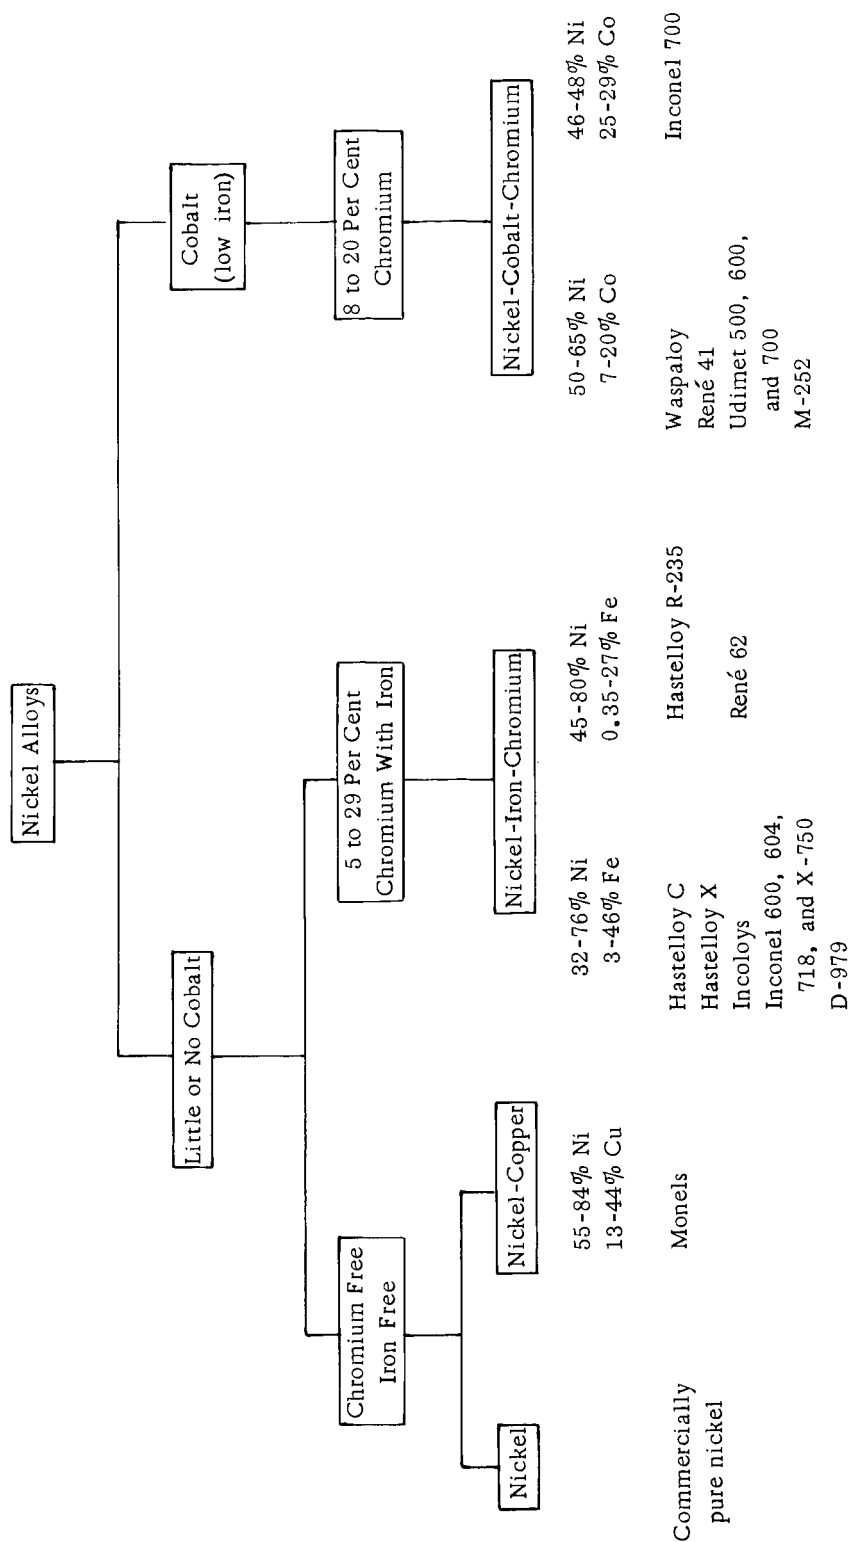 Nickel Alloys
Little or No Cobalt
Cobalt
(low iron)
Chromium Free
Iron Free
5 to 29 Per Cent
Chromium With Iron
8 to 20 Per Cent
Chromium
Nickel
Nickel-Copper
Nickel-Iron-Chromium
Nickel-Cobalt-Chromium
55-84% Ni
13-44% Cu
32-76% Ni
3-46% Fe
45-80% Ni
0.35-27% Fe
50-65% Ni
7-20% Co
46-48% Ni
25-29% Co
Commercially
pure nickel
Monels
Hastelloy C
Hastelloy X
Incoloys
Inconel 600, 604,
718, and X-750
D-979
Hastelloy R-235
René 62
Waspaloy
René 41
Udimet 500, 600,
and 700
M-252
Inconel 700